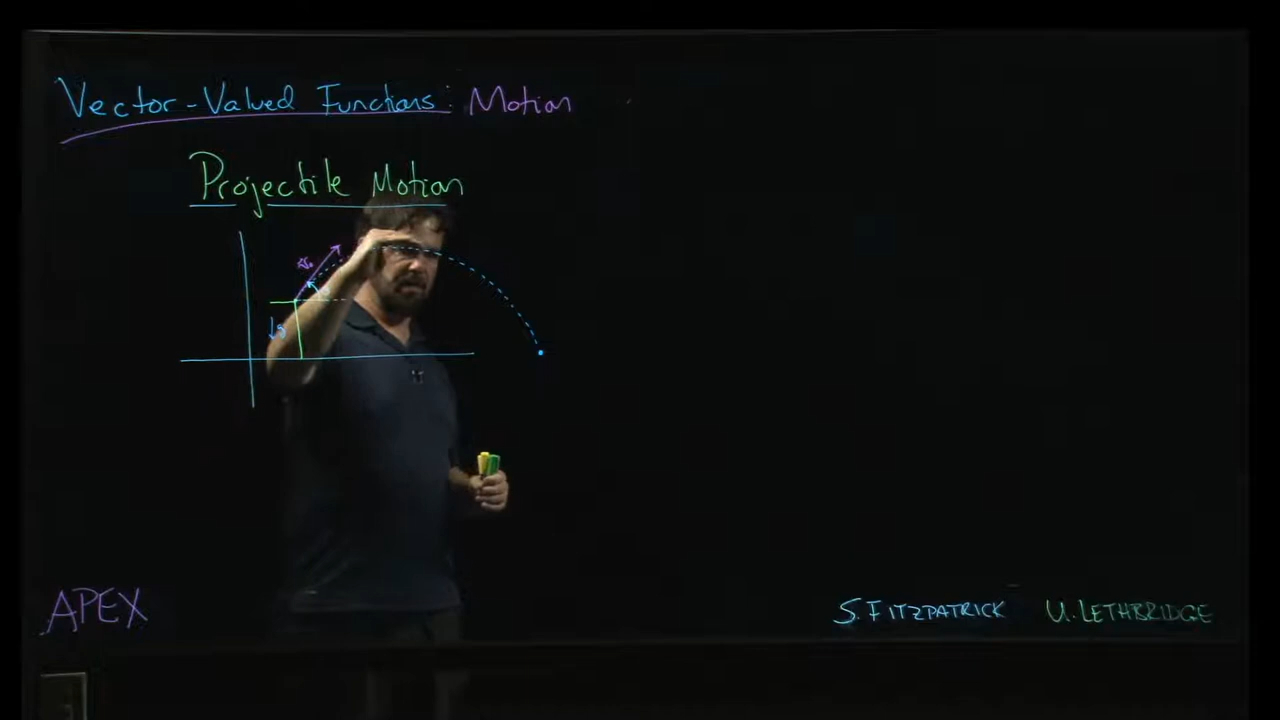 Vector-Valued Functions: Motion
Projectile Motion
APEX
S. FITZPATRICK U. LETHBRIDGE